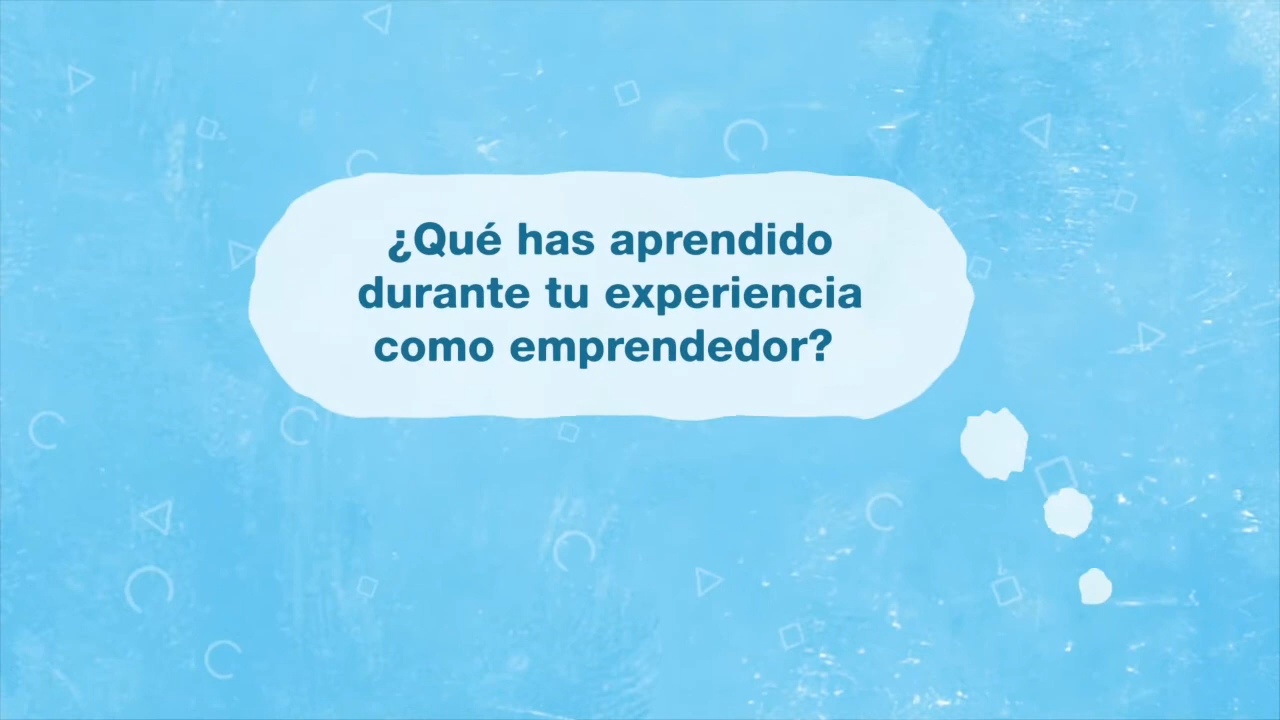 ¿Qué has aprendido
durante tu experiencia
como emprendedor?